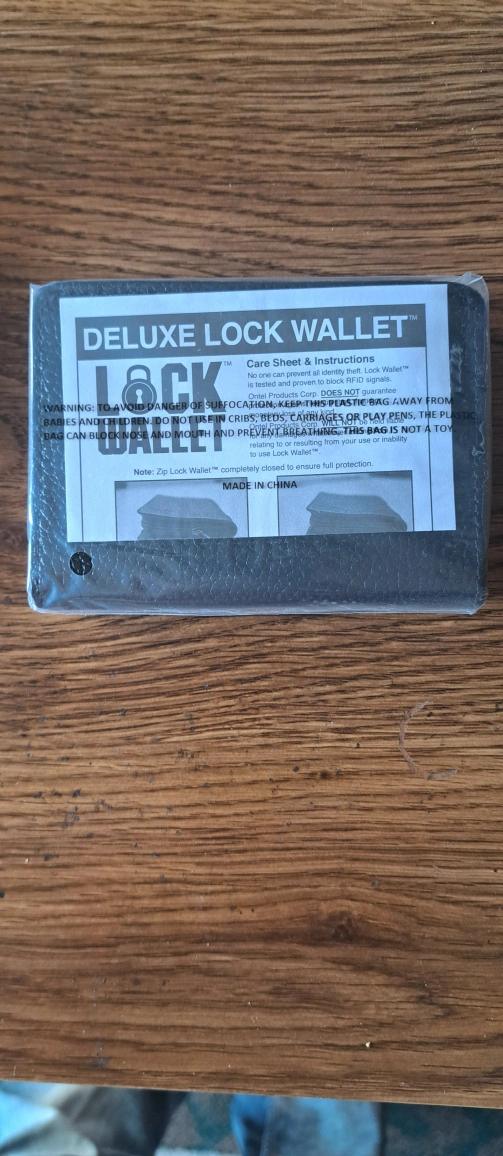 DELUXE LOCK WALLET™
LOCK™
WALLET
Care Sheet & Instructions
No one can prevent all identity theft. Lock Wallet™
is tested and proven to block RFID signals.
Ontel Products Corp. DOES NOT guarantee
Ontel Products Corp. WILL NOT be held liable
relating to or resulting from your use or inability
to use Lock Wallet™.
Note: Zip Lock Wallet™ completely closed to ensure full protection.
WARNING: TO AVOID DANGER OF SUFFOCATION, KEEP THIS PLASTIC BAG AWAY FROM
BABIES AND CHILDREN. DO NOT USE IN CRIBS, BEDS, CARRIAGES OR PLAY PENS, THE PLASTIC
BAG CAN BLOCK NOSE AND MOUTH AND PREVENT BREATHING, THIS BAG IS NOT A TOY
MADE IN CHINA